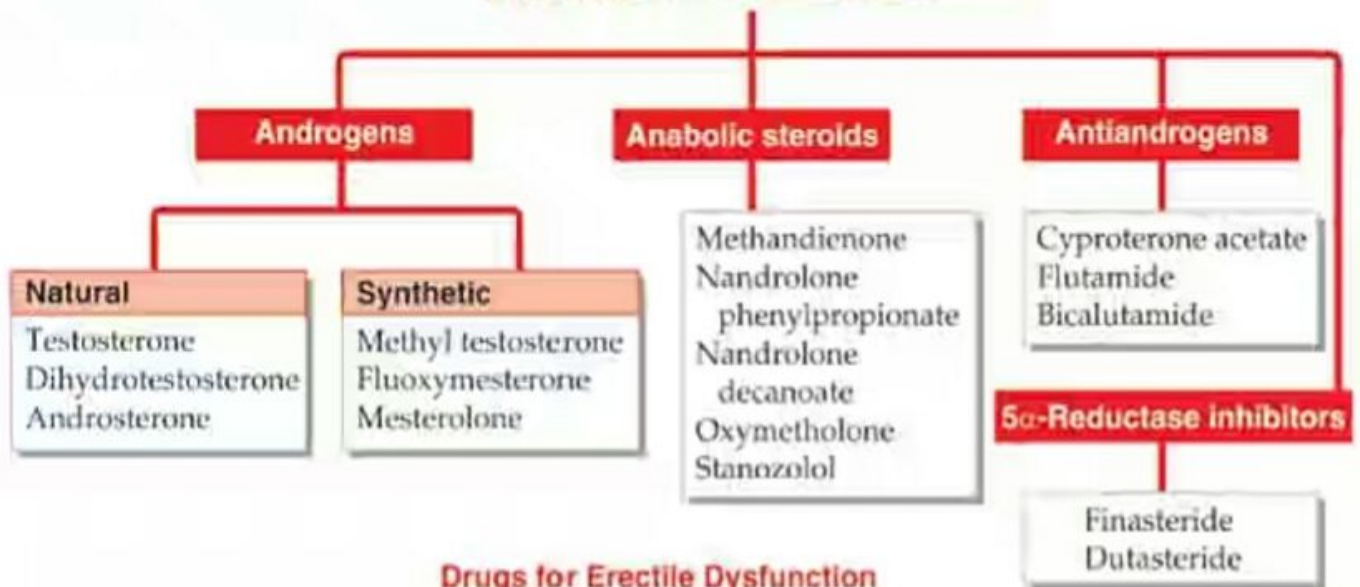 Androgens
Anabolic steroids
Antiandrogens
Natural
Testosterone
Dihydrotestosterone
Androsterone
Synthetic
Methyl testosterone
Fluoxymesterone
Mesterolone
Methandienone
Nandrolone
phenylpropionate
Nandrolone
decanoate
Oxymetholone
Stanozolol
Cyproterone acetate
Flutamide
Bicalutamide
5α-Reductase inhibitors
Finasteride
Dutasteride
Drugs for Erectile Dysfunction